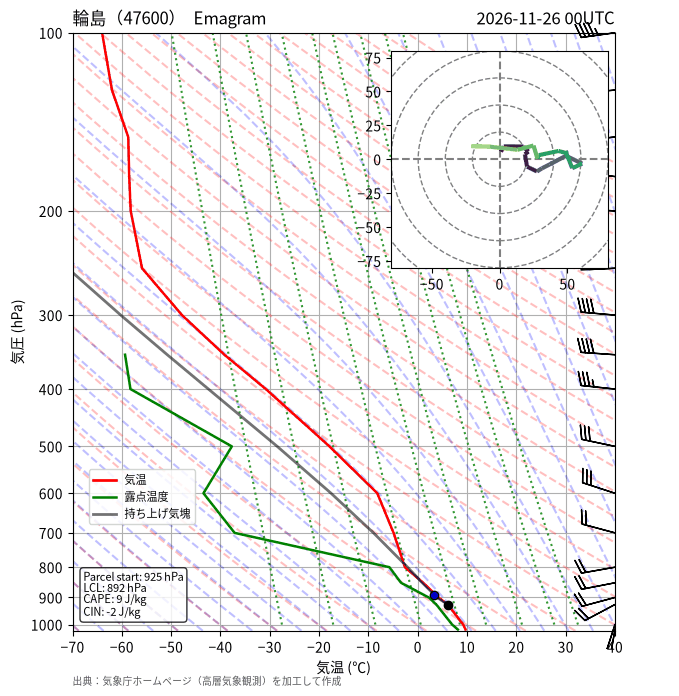 輪島（47600） Emagram
2026-11-26 00UTC
100
200
300
400
500
600
700
800
900
1000
気圧 (hPa)
75
50
25
0
−25
−50
−75
−50
0
50
気温
露点温度
持ち上げ気塊
Parcel start: 925 hPa
LCL: 892 hPa
CAPE: 9 J/kg
CIN: -2 J/kg
−70
−60
−50
−40
−30
−20
−10
0
10
20
30
40
気温 (℃)
出典：気象庁ホームページ（高層気象観測）を加工して作成